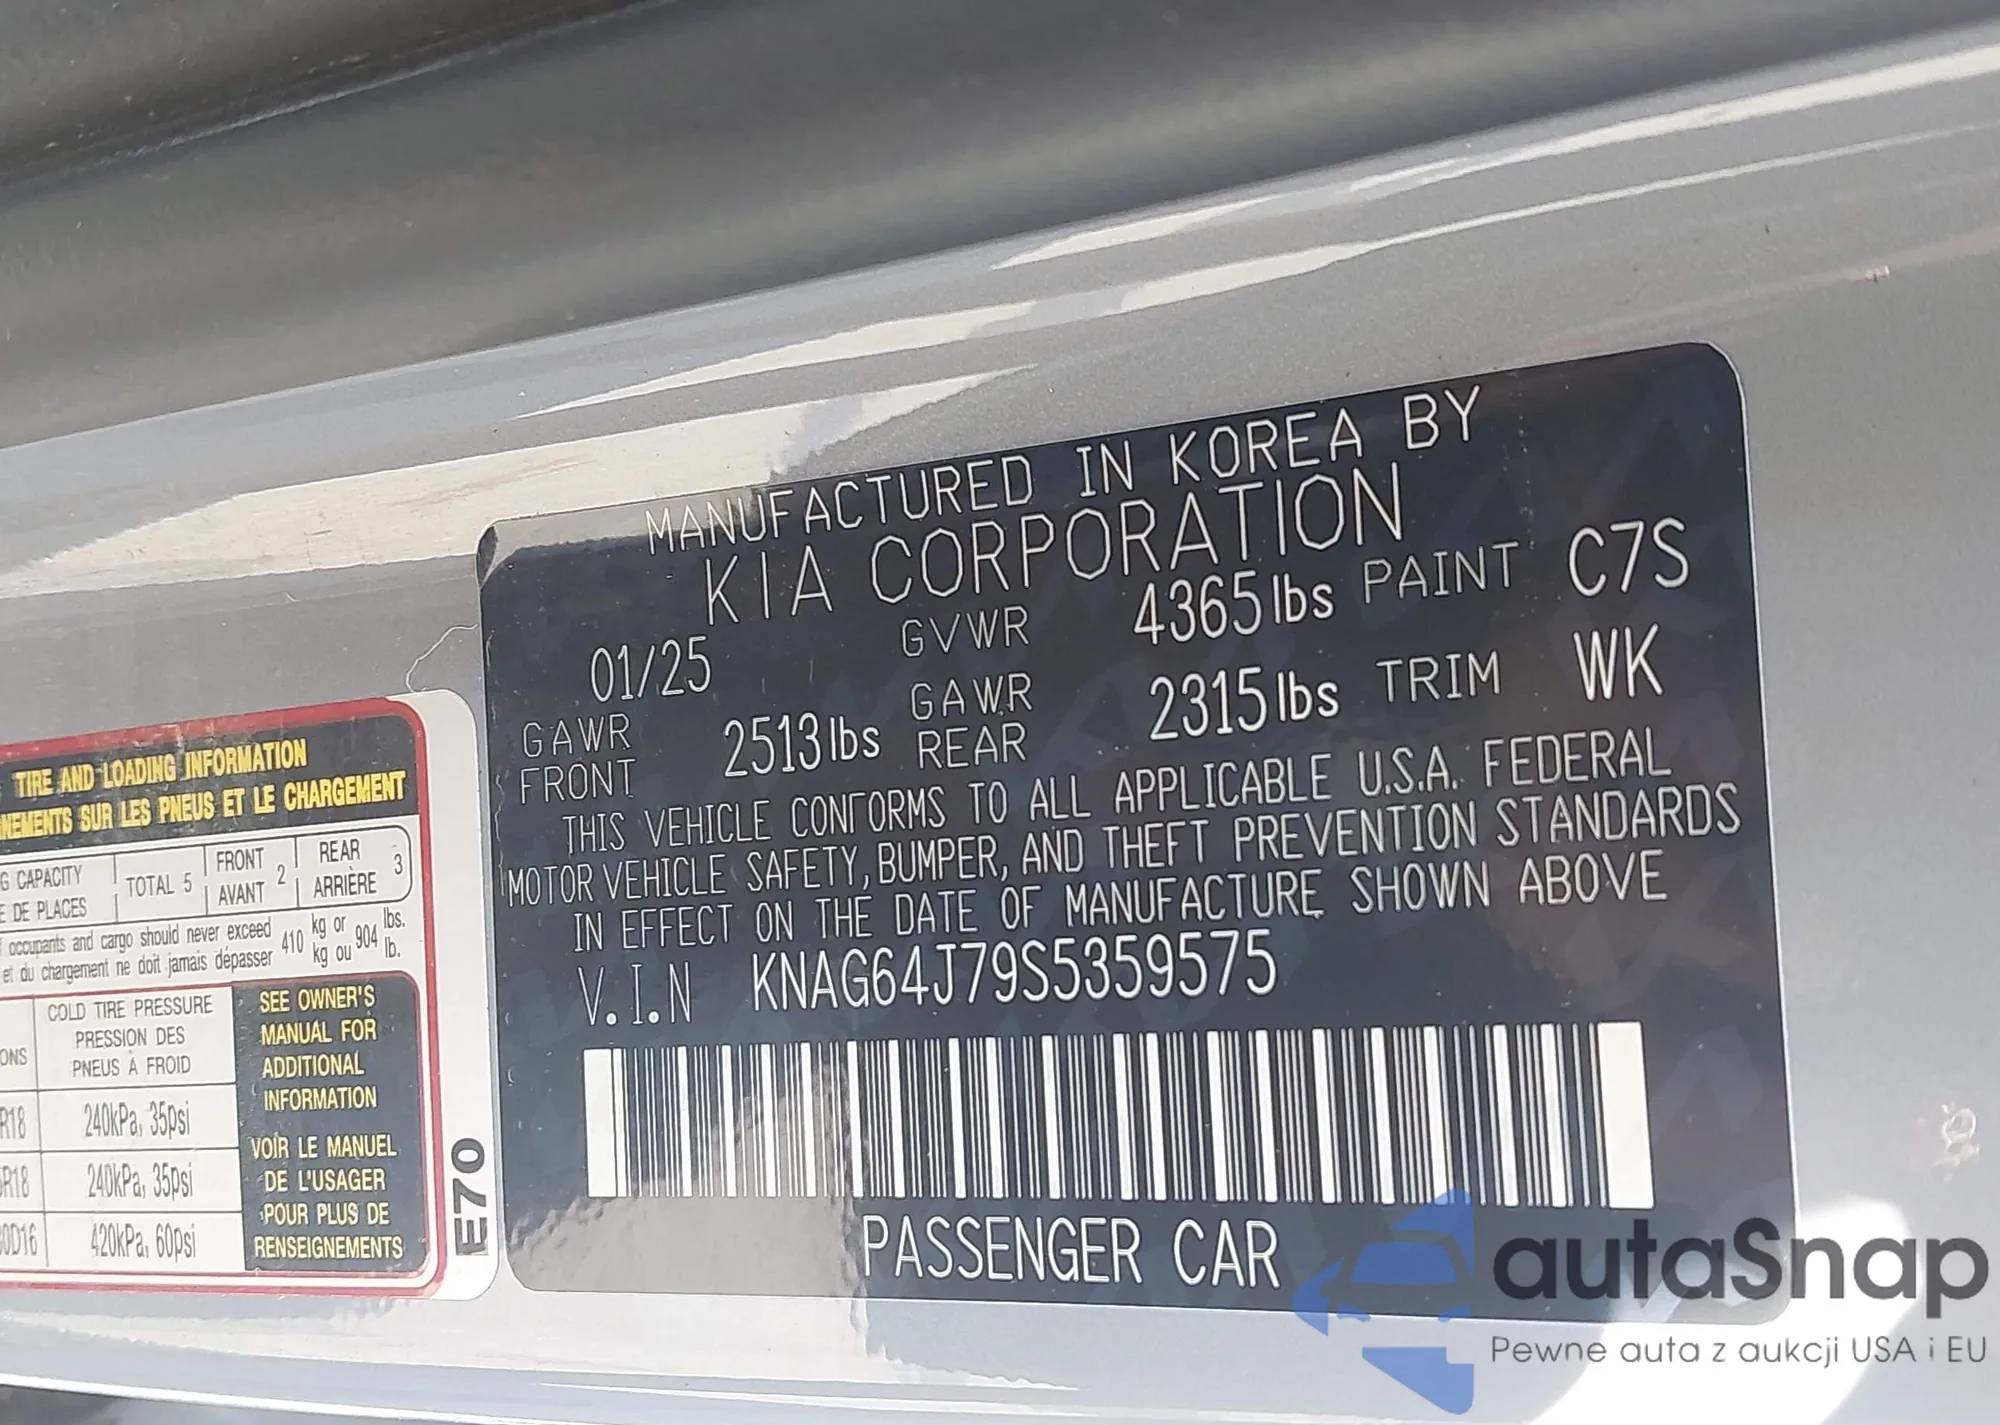 MANUFACTURED IN KOREA BY
KIA CORPORATION
01/25 GVWR 4365lbs PAINT C7S
GAWR FRONT 2513lbs GAWR REAR 2315lbs TRIM WK
THIS VEHICLE CONFORMS TO ALL APPLICABLE U.S.A. FEDERAL
MOTOR VEHICLE SAFETY, BUMPER, AND THEFT PREVENTION STANDARDS
IN EFFECT ON THE DATE OF MANUFACTURE SHOWN ABOVE
V.I.N KNAG64J79S5359575
PASSENGER CAR
TIRE AND LOADING INFORMATION
SUR LES PNEUS ET LE CHARGEMENT
CAPACITY
DE PLACES
TOTAL 5
FRONT
AVANT 2
REAR
ARRIÈRE 3
occupants and cargo should never exceed 410 kg or 904 lbs.
et du chargement ne doit jamais dépasser kg ou lb.
COLD TIRE PRESSURE
PRESSION DES
PNEUS À FROID
R18 240kPa, 35psi
R18 240kPa, 35psi
0D16 420kPa, 60psi
SEE OWNER'S
MANUAL FOR
ADDITIONAL
INFORMATION
VOIR LE MANUEL
DE L'USAGER
POUR PLUS DE
RENSEIGNEMENTS
E70
autaSnap
Pewne auta z aukcji USA i EU